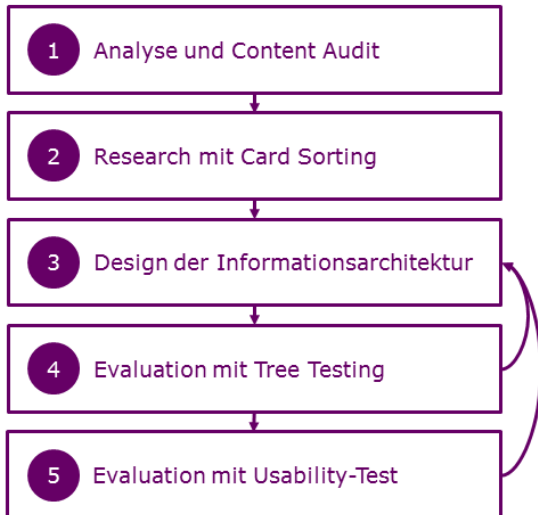 1 Analyse und Content Audit
2 Research mit Card Sorting
3 Design der Informationsarchitektur
4 Evaluation mit Tree Testing
5 Evaluation mit Usability-Test